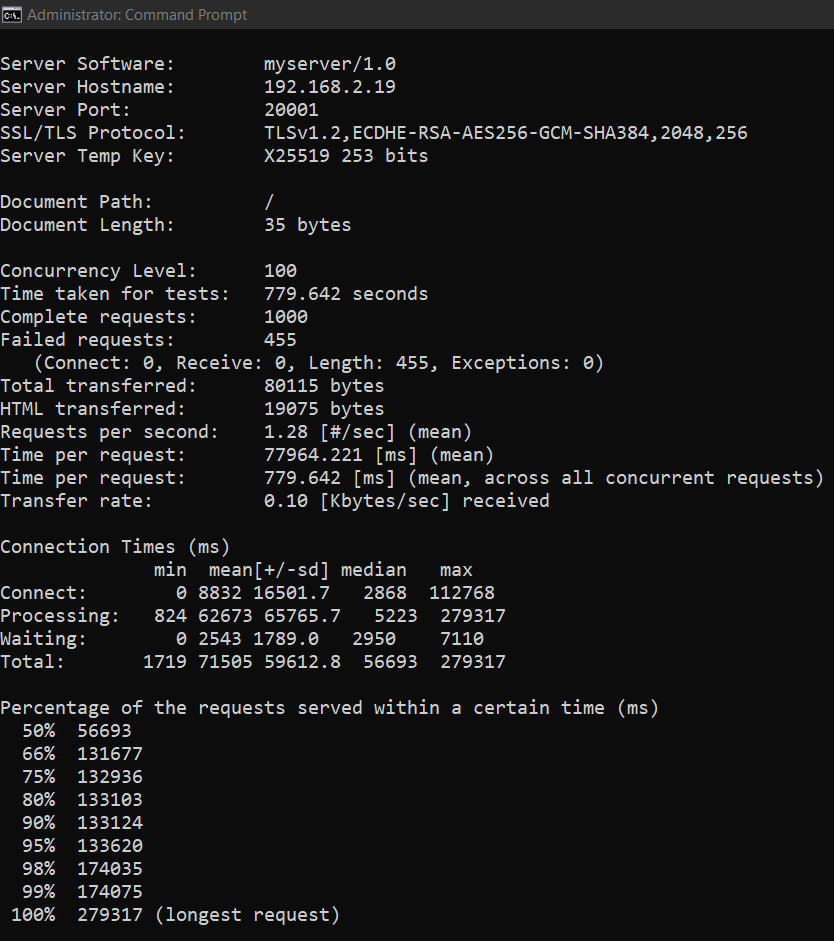 Administrator: Command Prompt
Server Software: myserver/1.0
Server Hostname: 192.168.2.19
Server Port: 20001
SSL/TLS Protocol: TLSv1.2,ECDHE-RSA-AES256-GCM-SHA384,2048,256
Server Temp Key: X25519 253 bits
Document Path: /
Document Length: 35 bytes
Concurrency Level: 100
Time taken for tests: 779.642 seconds
Complete requests: 1000
Failed requests: 455
(Connect: 0, Receive: 0, Length: 455, Exceptions: 0)
Total transferred: 80115 bytes
HTML transferred: 19075 bytes
Requests per second: 1.28 [#/sec] (mean)
Time per request: 77964.221 [ms] (mean)
Time per request: 779.642 [ms] (mean, across all concurrent requests)
Transfer rate: 0.10 [Kbytes/sec] received
Connection Times (ms)
min mean[+/-sd] median max
Connect: 0 8832 16501.7 2868 112768
Processing: 824 62673 65765.7 5223 279317
Waiting: 0 2543 1789.0 2950 7110
Total: 1719 71505 59612.8 56693 279317
Percentage of the requests served within a certain time (ms)
50% 56693
66% 131677
75% 132936
80% 133103
90% 133124
95% 133620
98% 174035
99% 174075
100% 279317 (longest request)